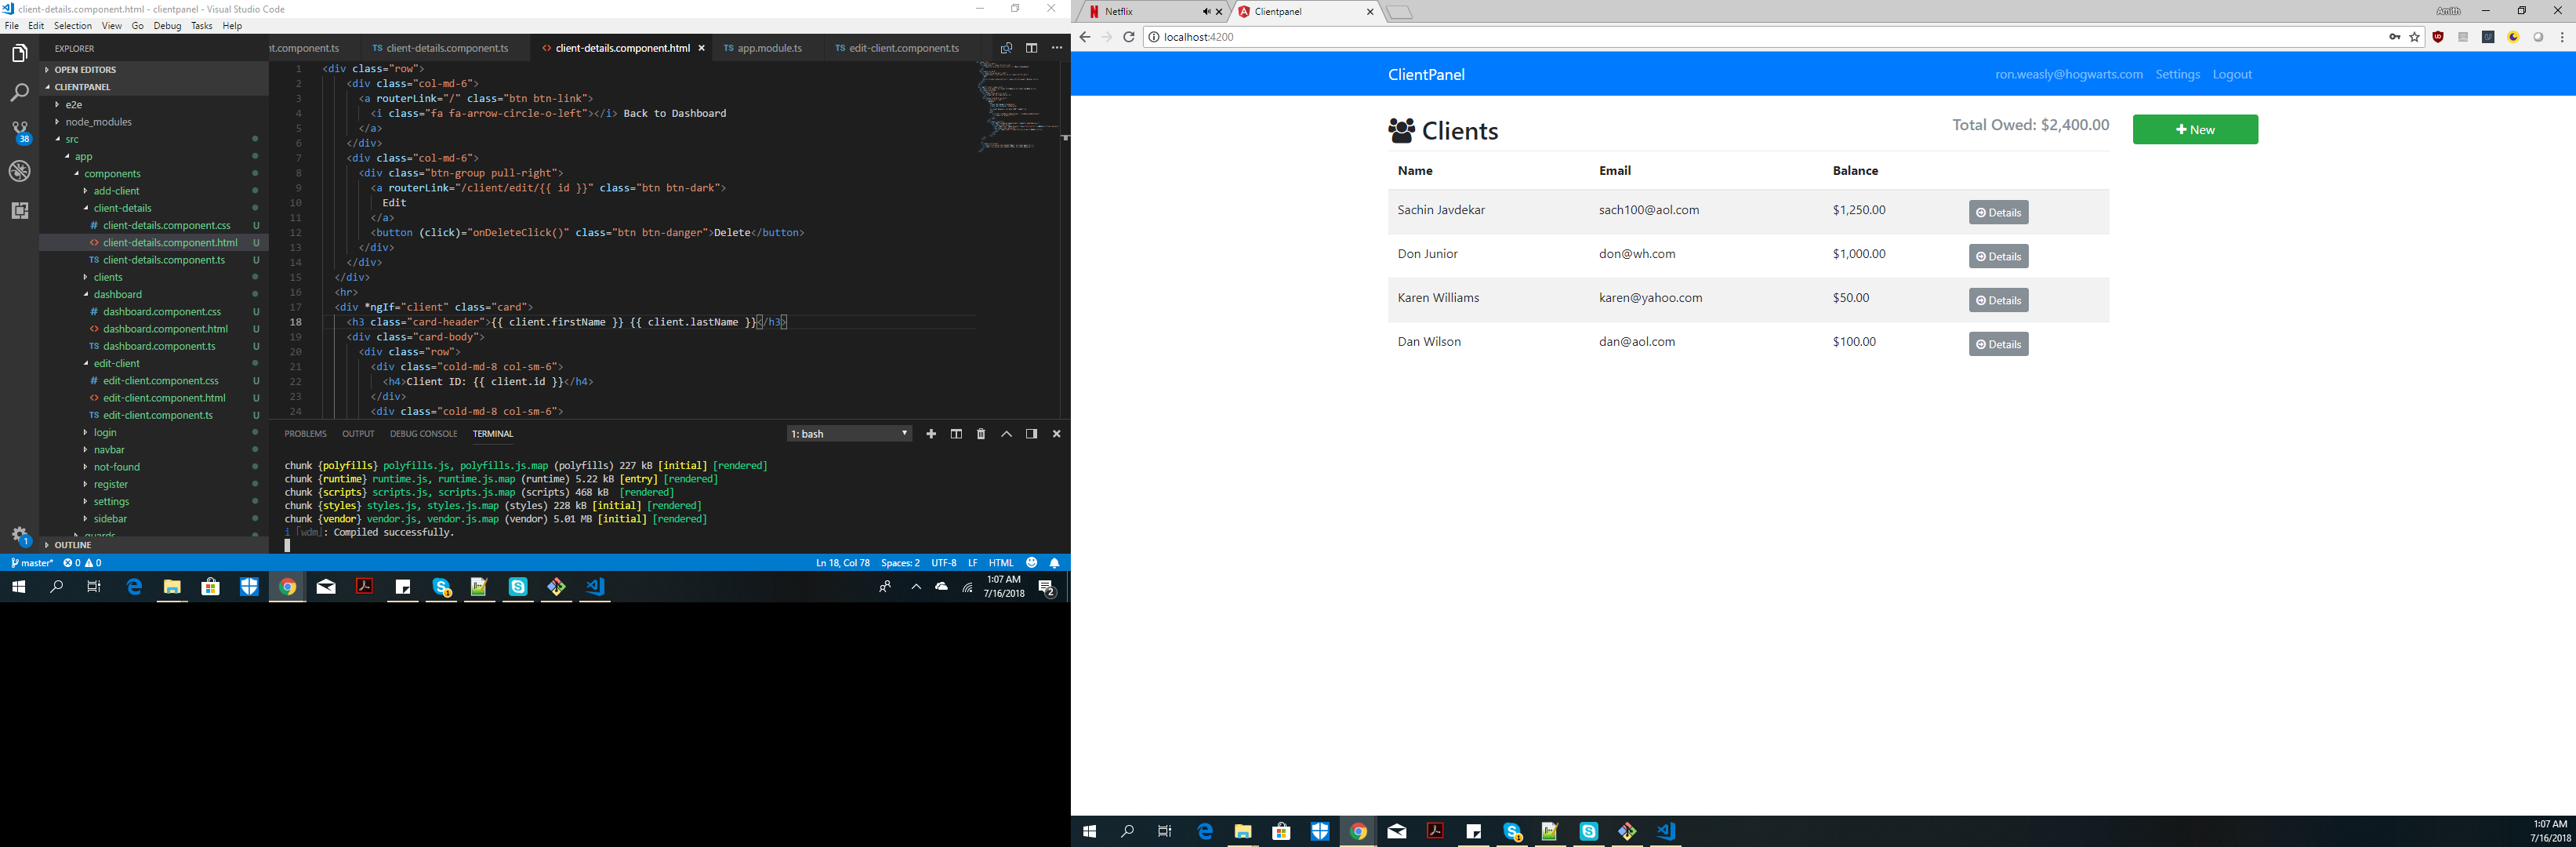 client-details.component.html - clientpanel - Visual Studio Code
File Edit Selection View Go Debug Tasks Help
EXPLORER
OPEN EDITORS
CLIENTPANEL
e2e
node_modules
src
app
components
add-client
client-details
# client-details.component.css U
<> client-details.component.html U
TS client-details.component.ts U
clients
dashboard
# dashboard.component.css U
<> dashboard.component.html U
TS dashboard.component.ts U
edit-client
# edit-client.component.css U
<> edit-client.component.html U
TS edit-client.component.ts U
login
navbar
not-found
register
settings
sidebar
guards
OUTLINE
38
1
nt.component.ts TS client-details.component.ts <> client-details.component.html × TS app.module.ts TS edit-client.component.ts
1 <div class="row">
2 <div class="col-md-6">
3 <a routerLink="/" class="btn btn-link">
4 <i class="fa fa-arrow-circle-o-left"></i> Back to Dashboard
5 </a>
6 </div>
7 <div class="col-md-6">
8 <div class="btn-group pull-right">
9 <a routerLink="/client/edit/{{ id }}" class="btn btn-dark">
10 Edit
11 </a>
12 <button (click)="onDeleteClick()" class="btn btn-danger">Delete</button>
13 </div>
14 </div>
15 </div>
16 <hr>
17 <div *ngIf="client" class="card">
18 <h3 class="card-header">{{ client.firstName }} {{ client.lastName }}</h3>
19 <div class="card-body">
20 <div class="row">
21 <div class="cold-md-8 col-sm-6">
22 <h4>Client ID: {{ client.id }}</h4>
23 </div>
24 <div class="cold-md-8 col-sm-6">
PROBLEMS OUTPUT DEBUG CONSOLE TERMINAL 1: bash
chunk {polyfills} polyfills.js, polyfills.js.map (polyfills) 227 kB [initial] [rendered]
chunk {runtime} runtime.js, runtime.js.map (runtime) 5.22 kB [entry] [rendered]
chunk {scripts} scripts.js, scripts.js.map (scripts) 468 kB [rendered]
chunk {styles} styles.js, styles.js.map (styles) 228 kB [initial] [rendered]
chunk {vendor} vendor.js, vendor.js.map (vendor) 5.01 MB [initial] [rendered]
i ｢wdm｣: Compiled successfully.
master* 0 0 Ln 18, Col 78 Spaces: 2 UTF-8 LF HTML
1:07 AM
7/16/2018
2
Netflix Clientpanel Amith
localhost:4200
ClientPanel ron.weasly@hogwarts.com Settings Logout
Clients Total Owed: $2,400.00 New
Name Email Balance
Sachin Javdekar sach100@aol.com $1,250.00 Details
Don Junior don@wh.com $1,000.00 Details
Karen Williams karen@yahoo.com $50.00 Details
Dan Wilson dan@aol.com $100.00 Details
1:07 AM
7/16/2018